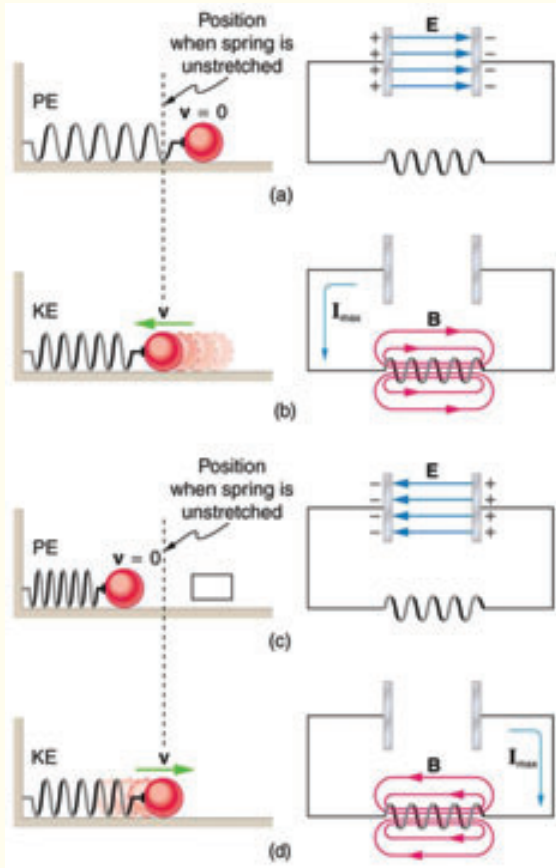 Position
when spring is
unstretched
PE
v = 0
E
+ −
+ −
+ −
+ −
(a)
KE
v
I max
B
(b)
Position
when spring is
unstretched
PE
v = 0
E
− +
− +
− +
− +
(c)
KE
v
B
I max
(d)